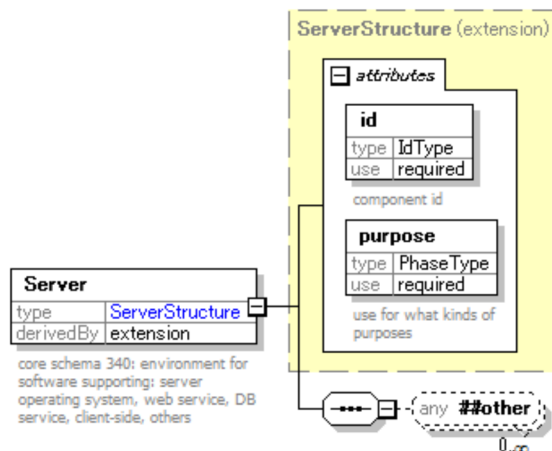 ServerStructure (extension)
attributes
id
type IdType
use required
component id
purpose
type PhaseType
use required
use for what kinds of
purposes
Server
type ServerStructure
derivedBy extension
core schema 340: environment for
software supporting: server
operating system, web service, DB
service, client-side, others
any ##other
0..∞